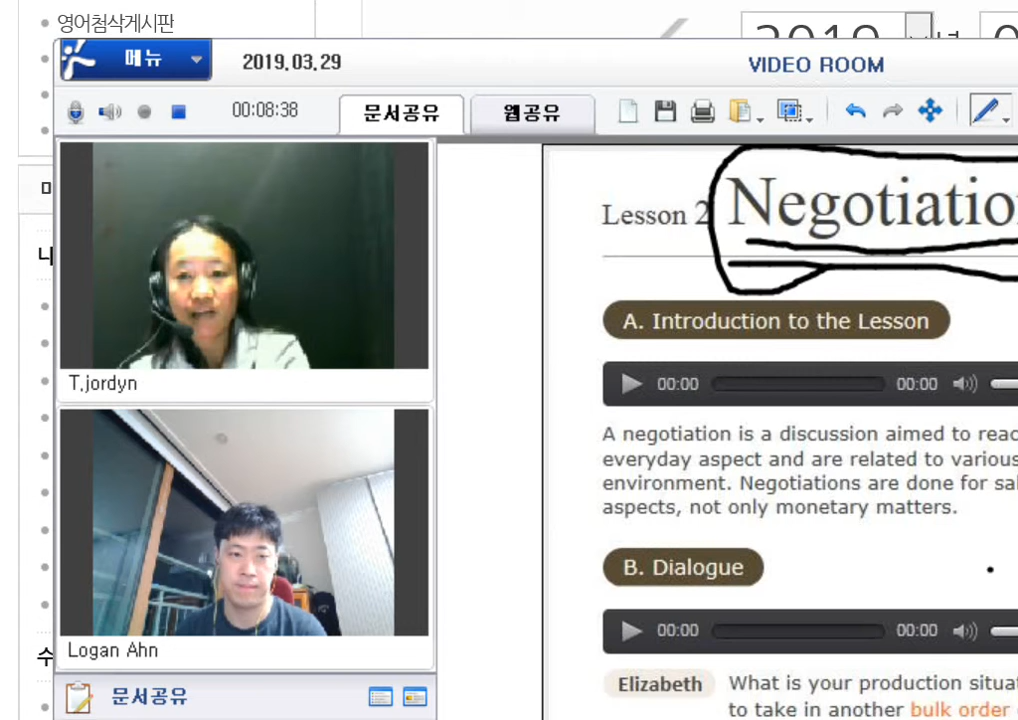 영어첨삭게시판
2019
메뉴
2019.03.29
VIDEO ROOM
00:08:38
문서공유
웹공유
T.jordyn
Logan Ahn
문서공유
Lesson 2
Negotiatio
A. Introduction to the Lesson
00:00 00:00
A negotiation is a discussion aimed to reac
everyday aspect and are related to various
environment. Negotiations are done for sal
aspects, not only monetary matters.
B. Dialogue
00:00 00:00
Elizabeth What is your production situa
to take in another bulk order